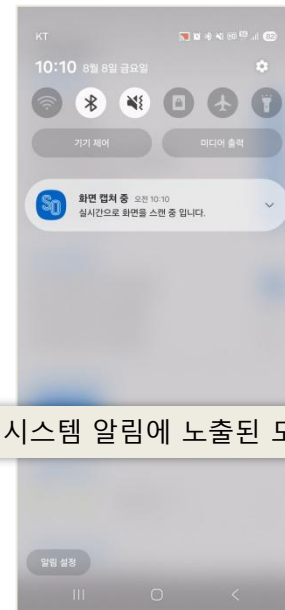 KT
10:10 8월 8일 금요일
기기 제어
미디어 출력
화면 캡처 중 오전 10:10
실시간으로 화면을 스캔 중 입니다.
시스템 알림에 노출된
알림 설정